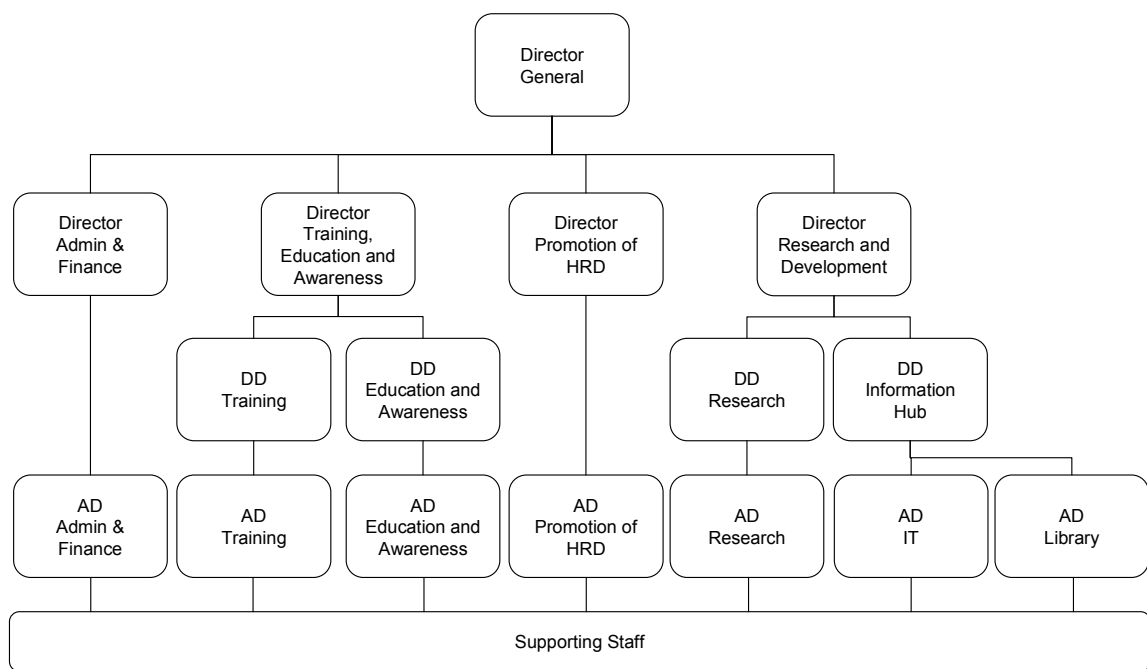 Director
General
Director
Admin &
Finance
Director
Training,
Education and
Awareness
Director
Promotion of
HRD
Director
Research and
Development
DD
Training
DD
Education and
Awareness
DD
Research
DD
Information
Hub
AD
Admin &
Finance
AD
Training
AD
Education and
Awareness
AD
Promotion of
HRD
AD
Research
AD
IT
AD
Library
Supporting Staff